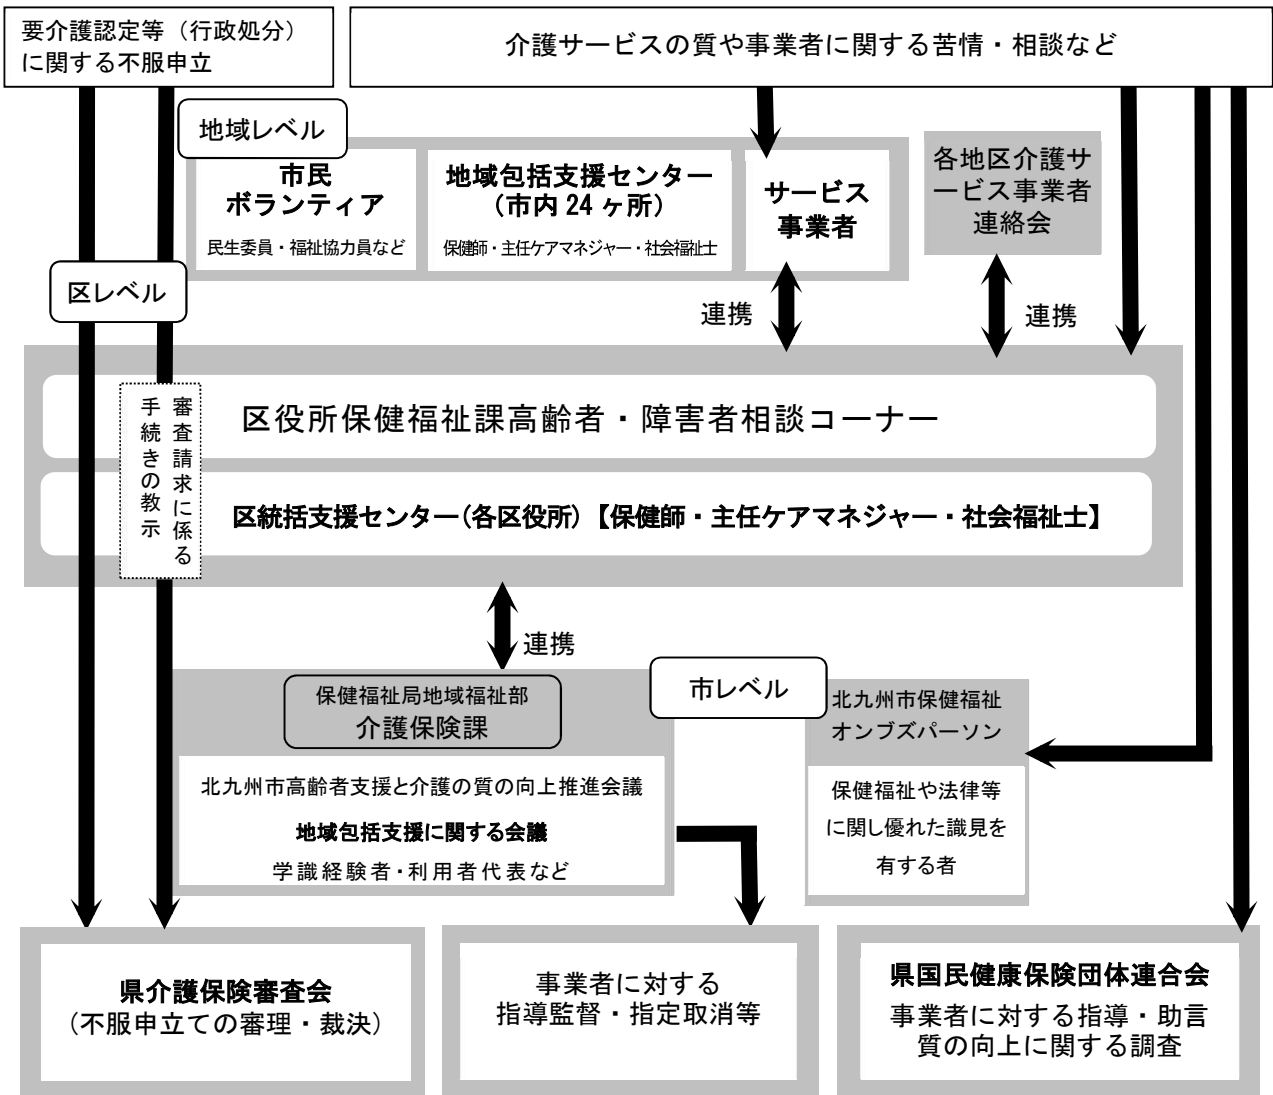 要介護認定等（行政処分）
に関する不服申立
介護サービスの質や事業者に関する苦情・相談など
地域レベル
市民
ボランティア
民生委員・福祉協力員など
地域包括支援センター
（市内24ヶ所）
保健師・主任ケアマネジャー・社会福祉士
サービス
事業者
各地区介護サ
ービス事業者
連絡会
区レベル
連携
連携
審査請求に係る
手続きの教示
区役所保健福祉課高齢者・障害者相談コーナー
区統括支援センター（各区役所）【保健師・主任ケアマネジャー・社会福祉士】
連携
市レベル
保健福祉局地域福祉部
介護保険課
北九州市高齢者支援と介護の質の向上推進会議
地域包括支援に関する会議
学識経験者・利用者代表など
北九州市保健福祉
オンブズパーソン
保健福祉や法律等
に関し優れた識見を
有する者
県介護保険審査会
（不服申立ての審理・裁決）
事業者に対する
指導監督・指定取消等
県国民健康保険団体連合会
事業者に対する指導・助言
質の向上に関する調査